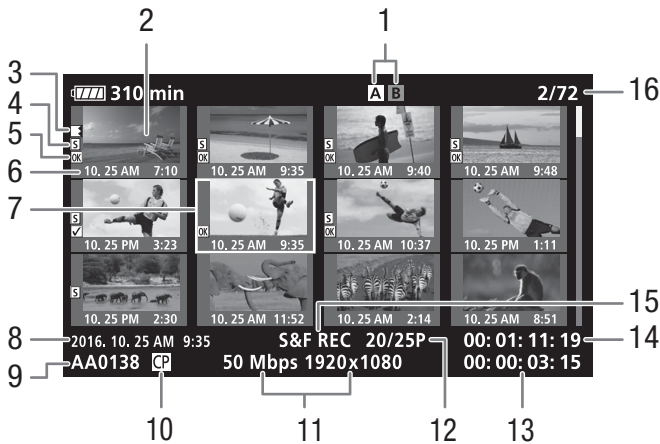 2 1
3 4 5 6 7 8 9
310 min A B 2/72 16
S OK S OK S OK S
10. 25 AM 7:10 10. 25 AM 9:35 10. 25 AM 9:40 10. 25 AM 9:48
S ✓ OK S OK
10. 25 PM 3:23 10. 25 AM 9:35 10. 25 AM 10:37 10. 25 PM 1:11
S
10. 25 PM 2:30 10. 25 AM 11:52 10. 25 AM 2:14 10. 25 AM 8:51
15
2016. 10. 25 AM 9:35 S&F REC 20/25P 00: 01: 11: 19 14
AA0138 CP 50 Mbps 1920x1080 00: 00: 03: 15
10 11 12 13